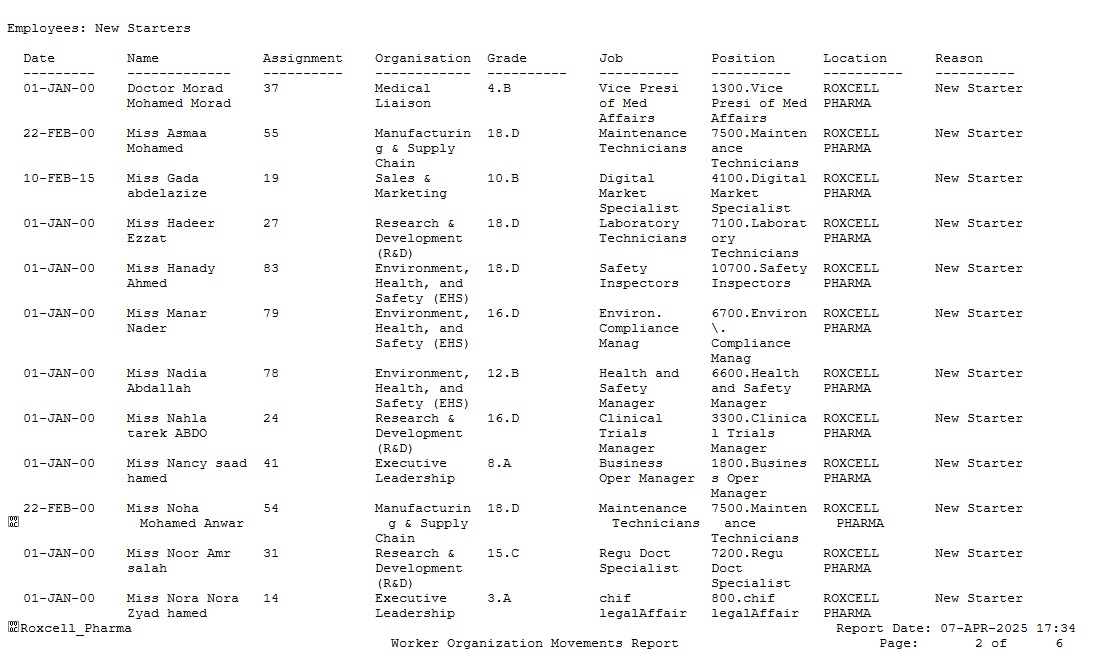 Employees: New Starters
Date Name Assignment Organisation Grade Job Position Location Reason
--------- ------------- ---------- ------------ ---------- ---------- ---------- ---------- ----------
01-JAN-00 Doctor Morad 37 Medical 4.B Vice Presi 1300.Vice ROXCELL New Starter
Mohamed Morad Liaison of Med Presi of Med PHARMA
Affairs Affairs
22-FEB-00 Miss Asmaa 55 Manufacturin 18.D Maintenance 7500.Mainten ROXCELL New Starter
Mohamed g & Supply Technicians ance PHARMA
Chain Technicians
10-FEB-15 Miss Gada 19 Sales & 10.B Digital 4100.Digital ROXCELL New Starter
abdelazize Marketing Market Market PHARMA
Specialist Specialist
01-JAN-00 Miss Hadeer 27 Research & 18.D Laboratory 7100.Laborat ROXCELL New Starter
Ezzat Development Technicians ory PHARMA
(R&D) Technicians
01-JAN-00 Miss Hanady 83 Environment, 18.D Safety 10700.Safety ROXCELL New Starter
Ahmed Health, and Inspectors Inspectors PHARMA
Safety (EHS)
01-JAN-00 Miss Manar 79 Environment, 16.D Environ. 6700.Environ ROXCELL New Starter
Nader Health, and Compliance \. PHARMA
Safety (EHS) Manag Compliance
Manag
01-JAN-00 Miss Nadia 78 Environment, 12.B Health and 6600.Health ROXCELL New Starter
Abdallah Health, and Safety and Safety PHARMA
Safety (EHS) Manager Manager
01-JAN-00 Miss Nahla 24 Research & 16.D Clinical 3300.Clinica ROXCELL New Starter
tarek ABDO Development Trials l Trials PHARMA
(R&D) Manager Manager
01-JAN-00 Miss Nancy saad 41 Executive 8.A Business 1800.Busines ROXCELL New Starter
hamed Leadership Oper Manager s Oper PHARMA
Manager
22-FEB-00 Miss Noha 54 Manufacturin 18.D Maintenance 7500.Mainten ROXCELL New Starter
Mohamed Anwar g & Supply Technicians ance PHARMA
Chain Technicians
01-JAN-00 Miss Noor Amr 31 Research & 15.C Regu Doct 7200.Regu ROXCELL New Starter
salah Development Specialist Doct PHARMA
(R&D) Specialist
01-JAN-00 Miss Nora Nora 14 Executive 3.A chif 800.chif ROXCELL New Starter
Zyad hamed Leadership legalAffair legalAffair PHARMA
Roxcell_Pharma Report Date: 07-APR-2025 17:34
Worker Organization Movements Report Page: 2 of 6